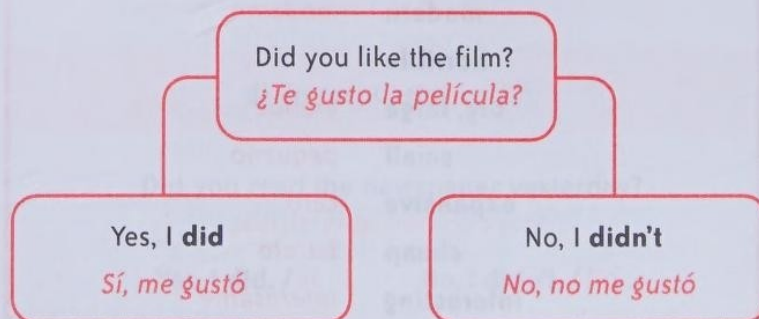 Did you like the film?
¿Te gusto la película?
Yes, I did
Sí, me gustó
No, I didn't
No, no me gustó